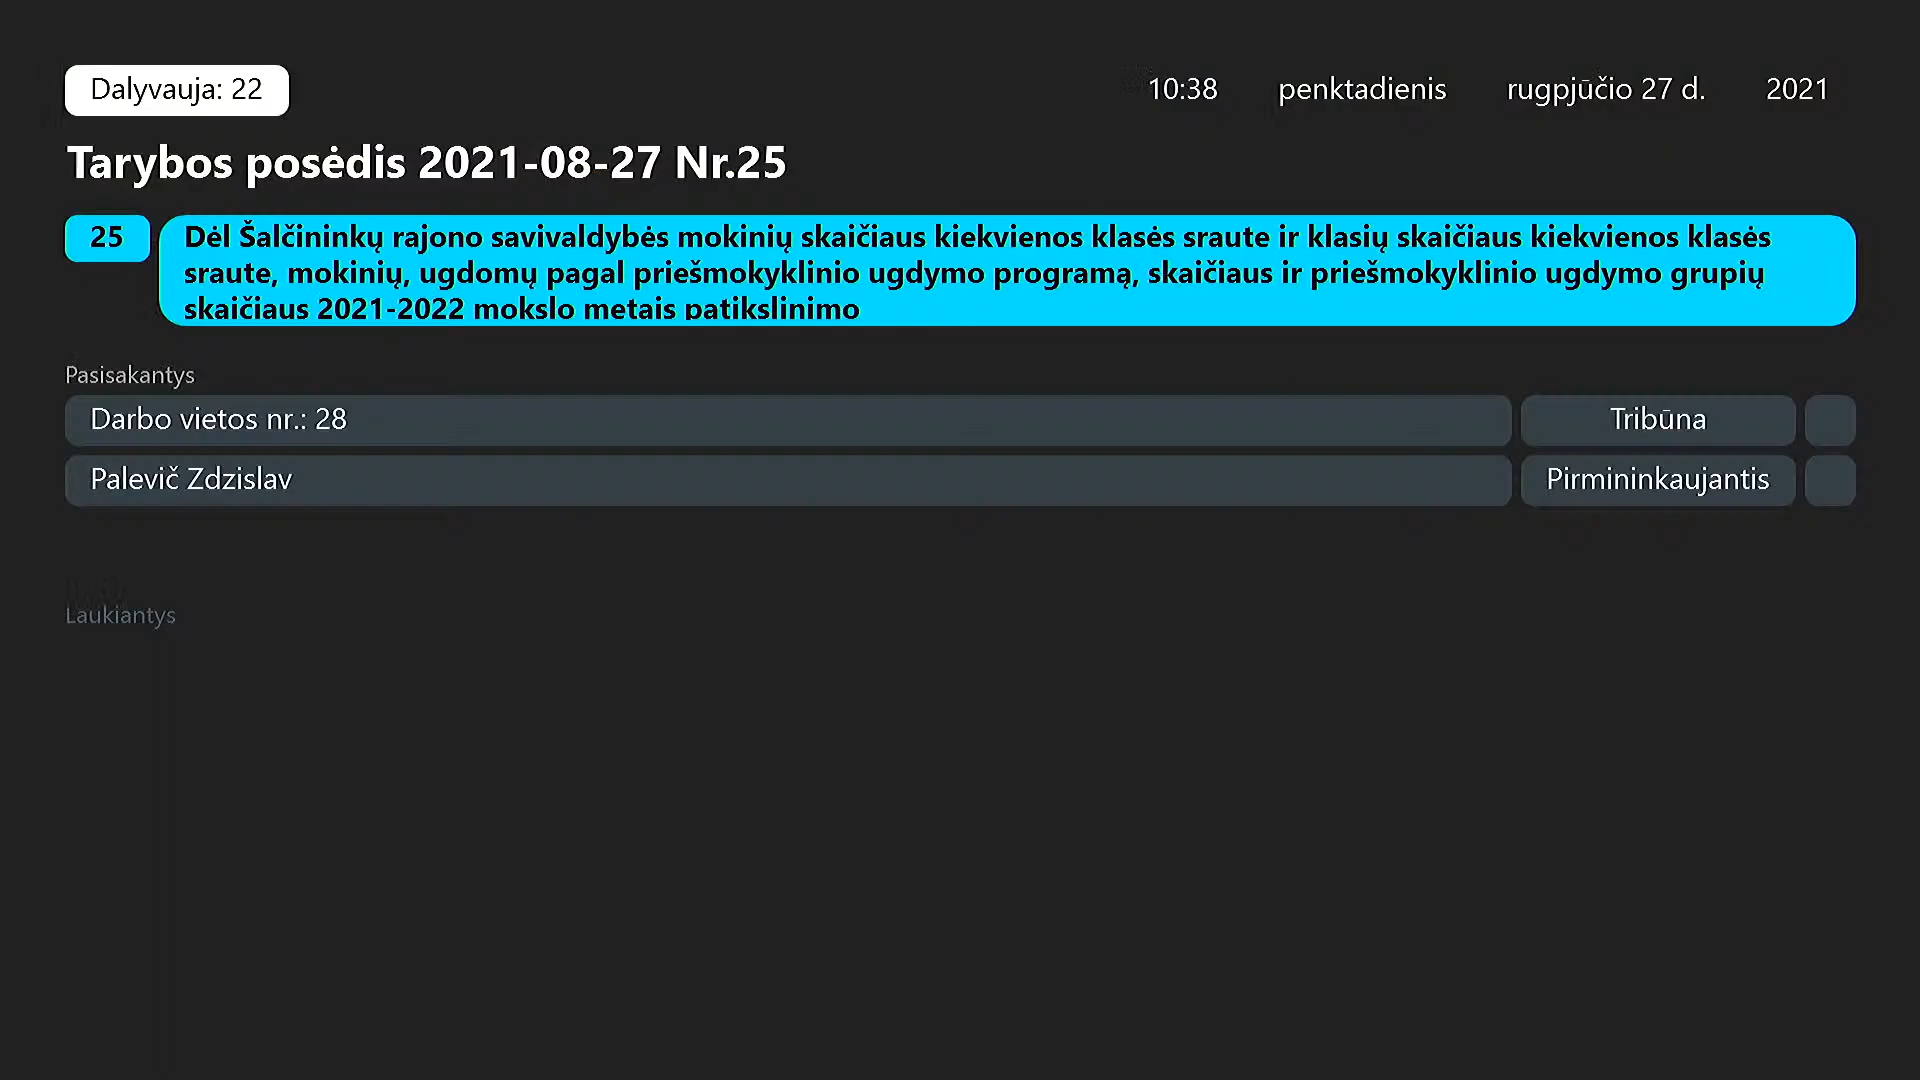 Dalyvauja: 22
10:38 penktadienis rugpjūčio 27 d. 2021
Tarybos posėdis 2021-08-27 Nr.25
25
Dėl Šalčininkų rajono savivaldybės mokinių skaičiaus kiekvienos klasės sraute ir klasių skaičiaus kiekvienos klasės
sraute, mokinių, ugdomų pagal priešmokyklinio ugdymo programą, skaičiaus ir priešmokyklinio ugdymo grupių
skaičiaus 2021-2022 mokslo metais patikslinimo
Pasisakantys
Darbo vietos nr.: 28 Tribūna
Palevič Zdzislav Pirmininkaujantis
Laukiantys